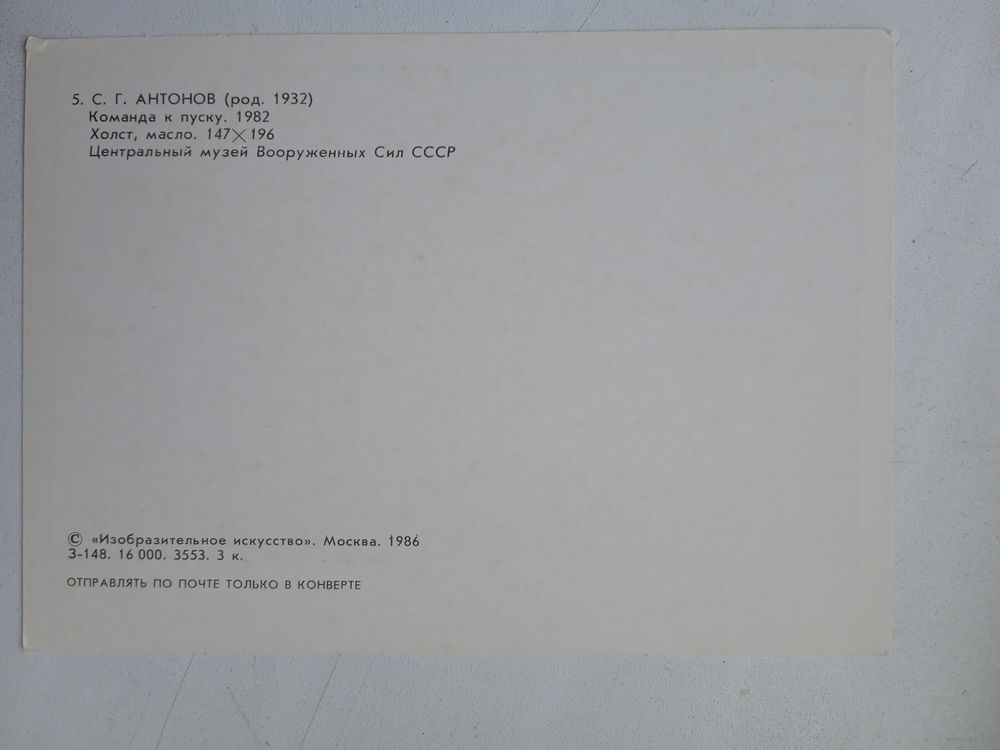 5. С. Г. АНТОНОВ (род. 1932)
Команда к пуску. 1982
Холст, масло. 147×196
Центральный музей Вооруженных Сил СССР
© «Изобразительное искусство». Москва. 1986
3-148. 16 000. 3553. 3 к.
ОТПРАВЛЯТЬ ПО ПОЧТЕ ТОЛЬКО В КОНВЕРТЕ